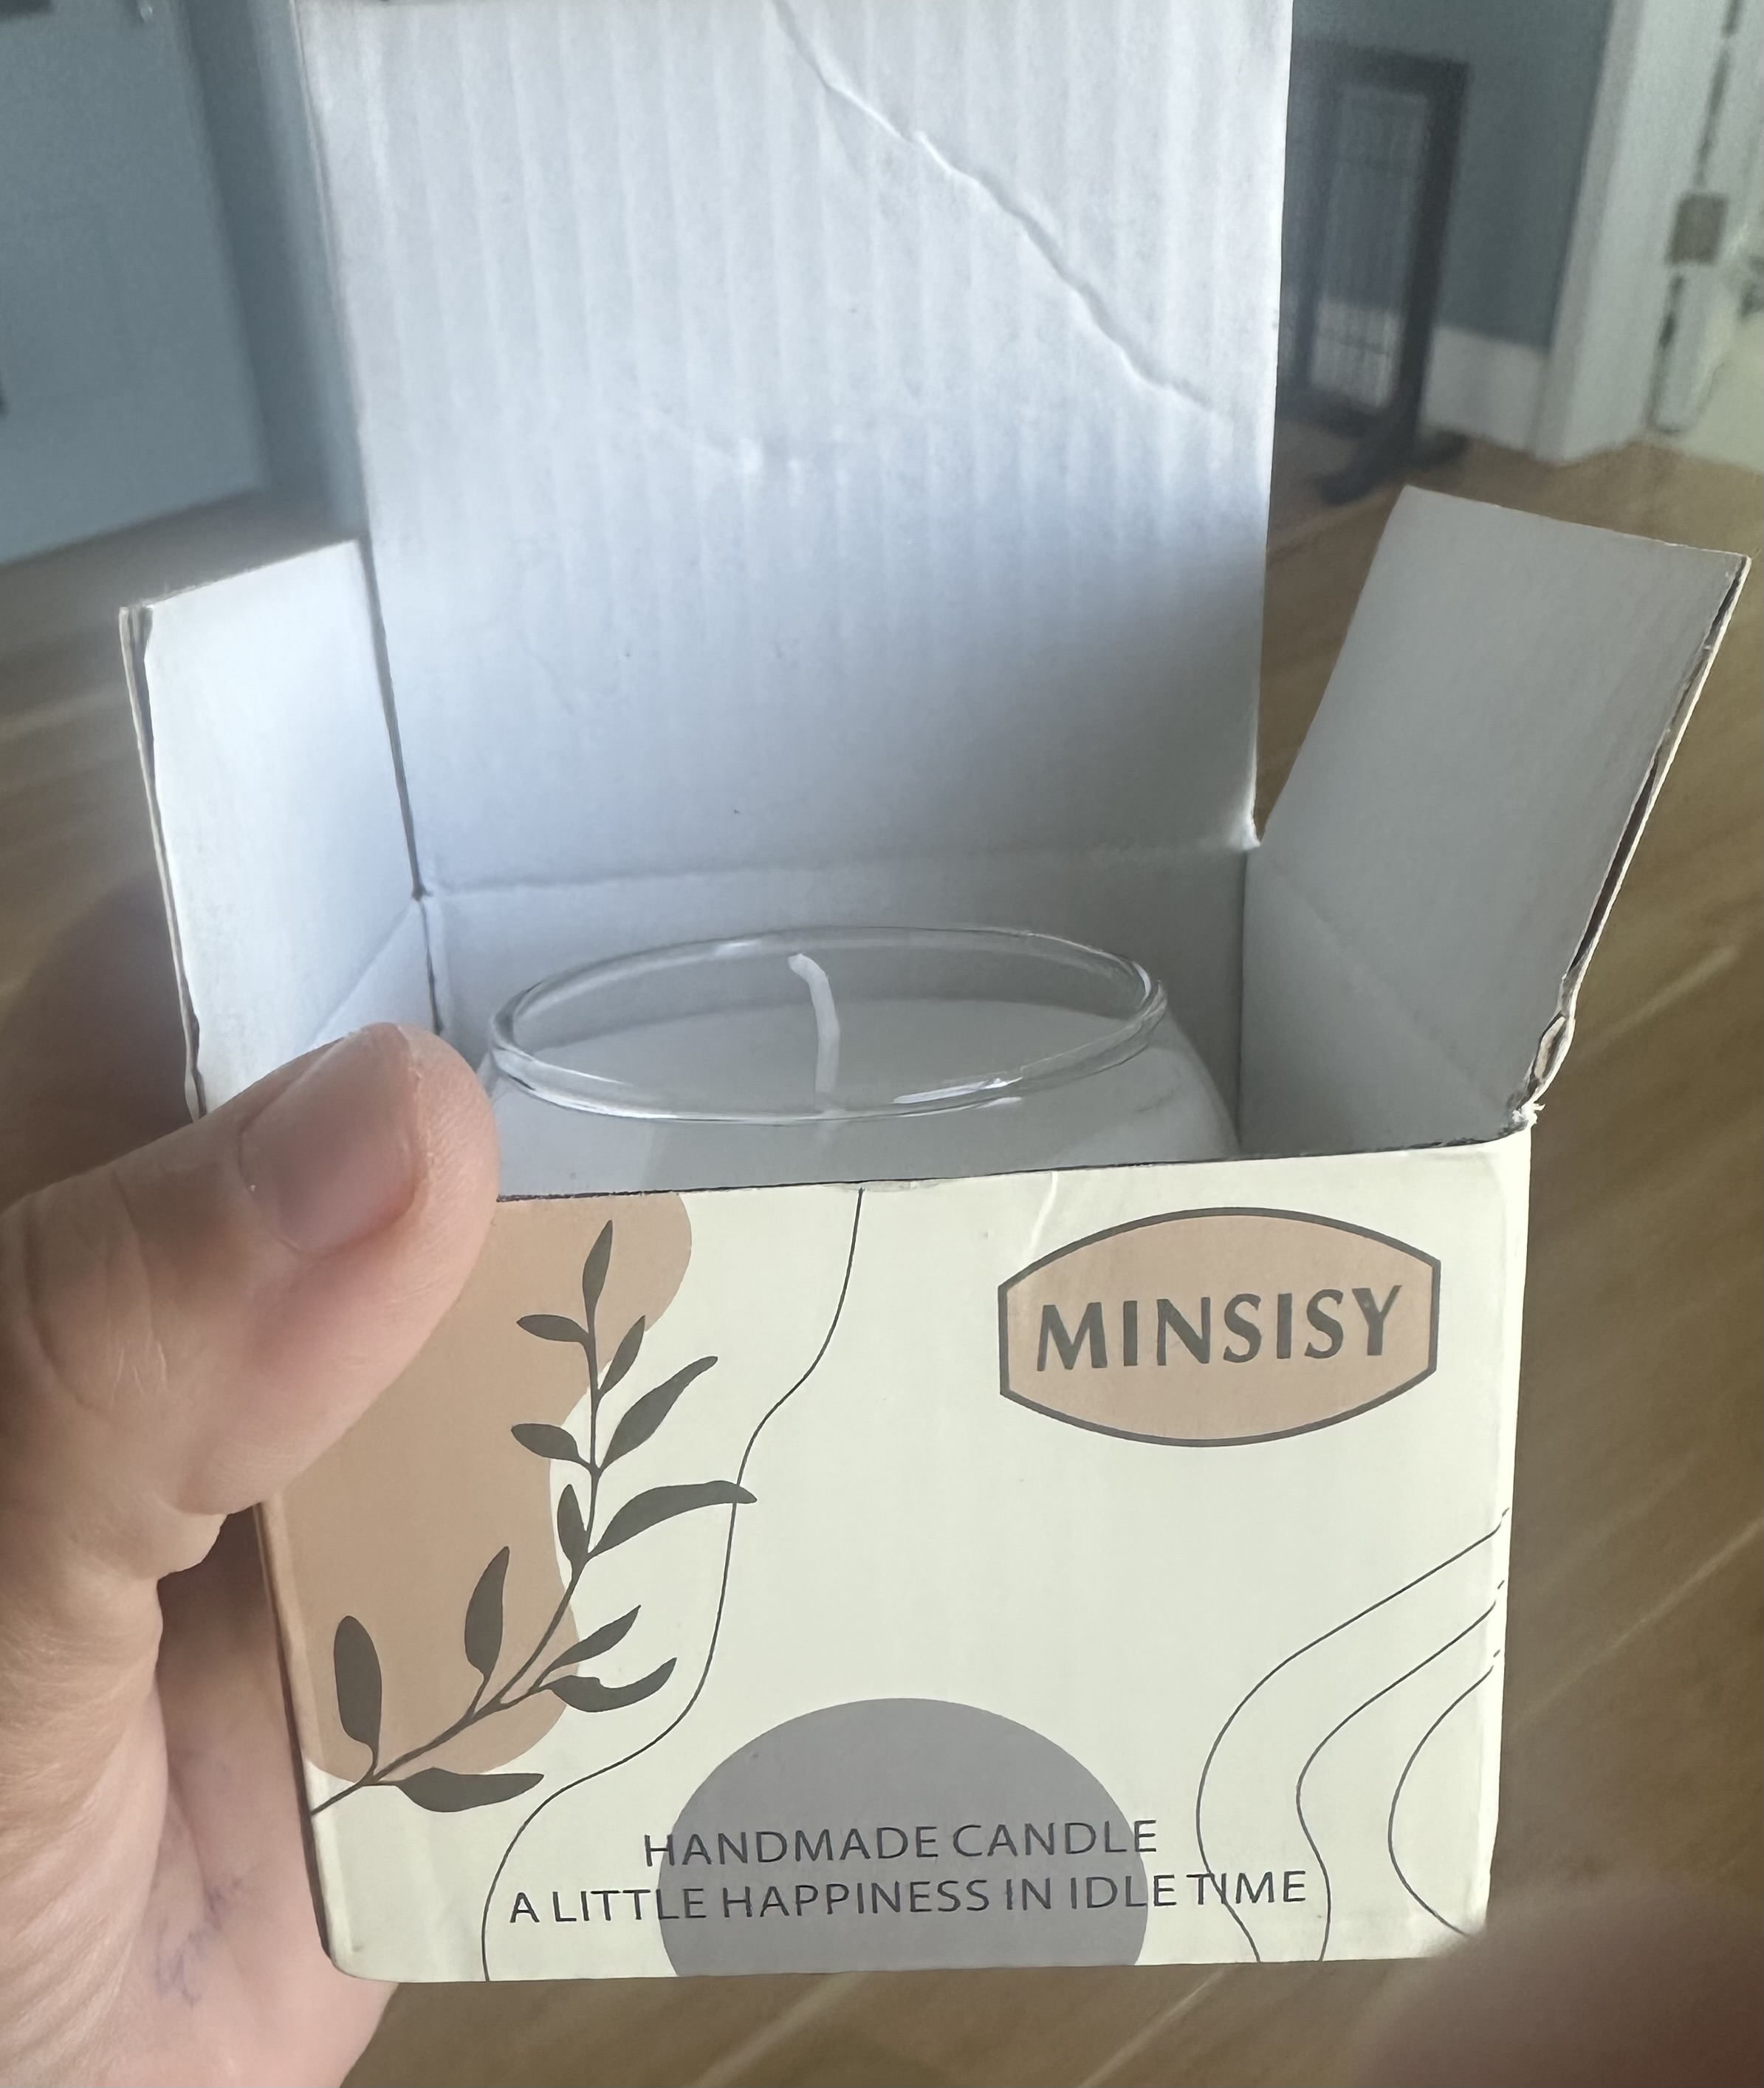 MINSISY
HANDMADE CANDLE
A LITTLE HAPPINESS IN IDLE TIME